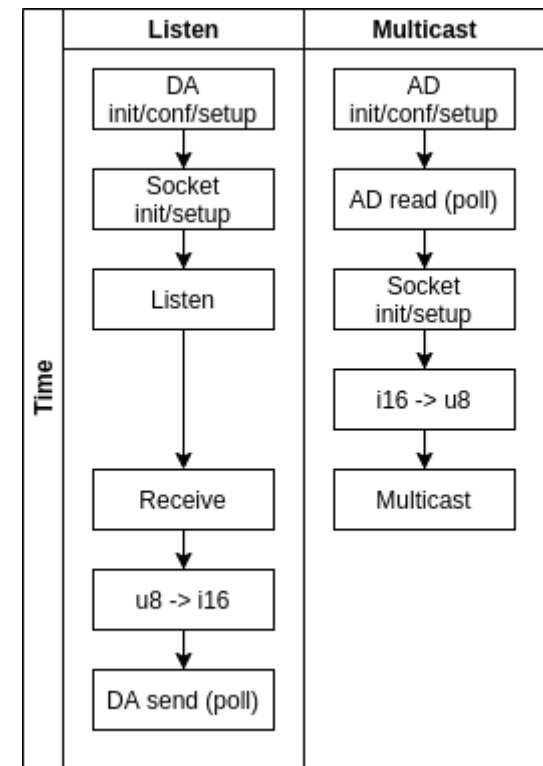 Listen
Multicast
Time
DA
init/conf/setup
Socket
init/setup
Listen
Receive
u8 -> i16
DA send (poll)
AD
init/conf/setup
AD read (poll)
Socket
init/setup
i16 -> u8
Multicast